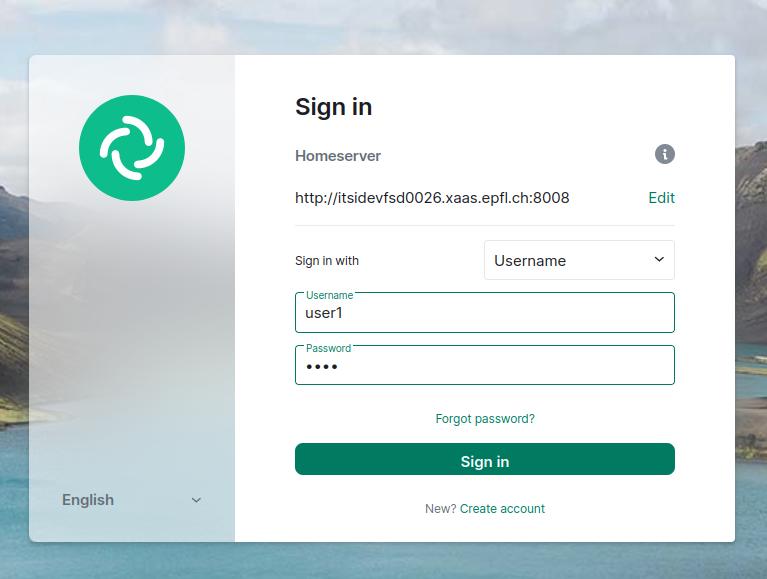 Sign in
Homeserver
http://itsidevfsd0026.xaas.epfl.ch:8008
Edit
Sign in with
Username
Username
user1
Password
••••
Forgot password?
Sign in
English
New? Create account